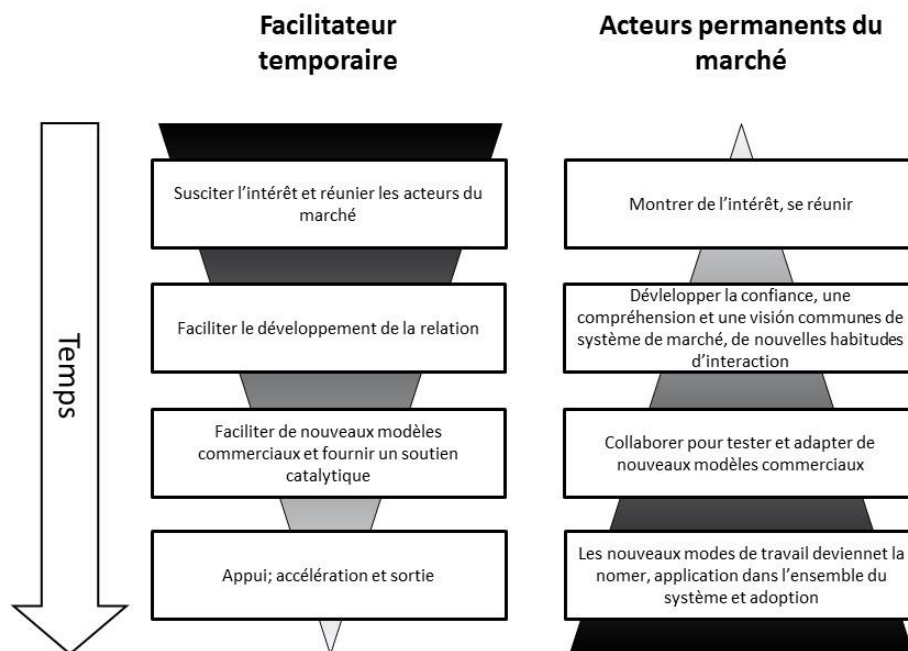 Facilitateur
temporaire
Acteurs permanents du
marché
Temps
Susciter l’intérêt et réunier les acteurs du
marché
Montrer de l’intérêt, se réunir
Faciliter le développement de la relation
Dévlelopper la confiance, une
compréhension et une visión communes de
système de marché, de nouvelles habitudes
d’interaction
Faciliter de nouveaux modèles
commerciaux et fournir un soutien
catalytique
Collaborer pour tester et adapter de
nouveaux modèles commerciaux
Appui; accélération et sortie
Les nouveaux modes de travail deviennet la
nomer, application dans l’ensemble du
système et adoption